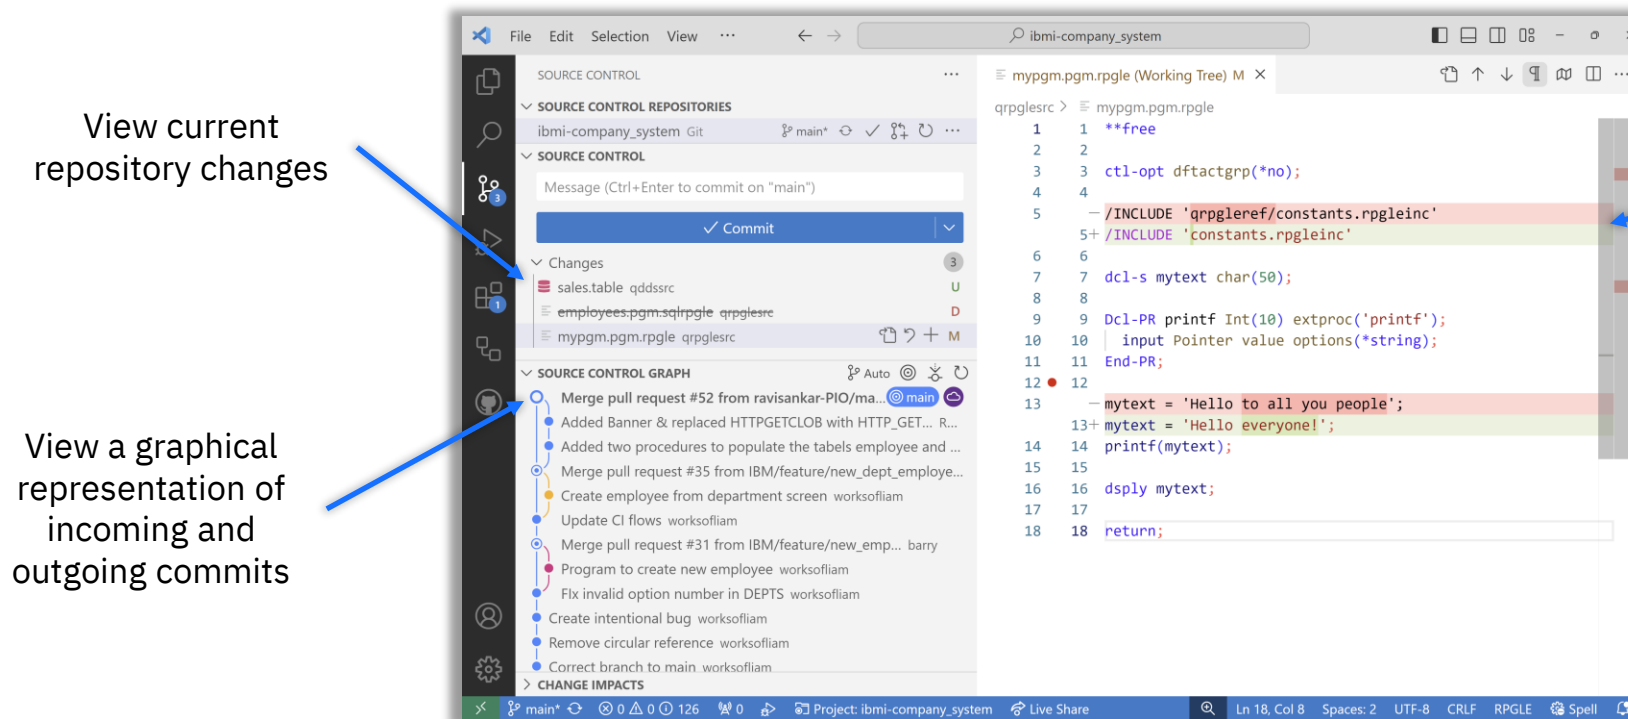 View current
repository changes
View a graphical
representation of
incoming and
outgoing commits
File Edit Selection View ...
ibmi-company_system
SOURCE CONTROL
SOURCE CONTROL REPOSITORIES
ibmi-company_system Git main*
SOURCE CONTROL
Message (Ctrl+Enter to commit on "main")
Commit
Changes 3
sales.table qddssrc U
employees.pgm.sqlrpgle qrpglesrc D
mypgm.pgm.rpgle qrpglesrc M
SOURCE CONTROL GRAPH Auto
Merge pull request #52 from ravisankar-PIO/ma... main
Added Banner & replaced HTTPGETCLOB with HTTP_GET... R...
Added two procedures to populate the tabels employee and ...
Merge pull request #35 from IBM/feature/new_dept_employe...
Create employee from department screen worksofliam
Update CI flows worksofliam
Merge pull request #31 from IBM/feature/new_emp... barry
Program to create new employee worksofliam
FIx invalid option number in DEPTS worksofliam
Create intentional bug worksofliam
Remove circular reference worksofliam
Correct branch to main worksofliam
CHANGE IMPACTS
3
1
mypgm.pgm.rpgle (Working Tree) M
qrpglesrc > mypgm.pgm.rpgle
1 1 **free
2 2
3 3 ctl-opt dftactgrp(*no);
4 4
5 — /INCLUDE 'qrpgleref/constants.rpgleinc'
5+ /INCLUDE 'constants.rpgleinc'
6 6
7 7 dcl-s mytext char(50);
8 8
9 9 Dcl-PR printf Int(10) extproc('printf');
10 10 input Pointer value options(*string);
11 11 End-PR;
12 12
13 — mytext = 'Hello to all you people';
13+ mytext = 'Hello everyone!';
14 14 printf(mytext);
15 15
16 16 dsply mytext;
17 17
18 18 return;
main* 0 0 126 0 Project: ibmi-company_system Live Share Ln 18, Col 8 Spaces: 2 UTF-8 CRLF RPGLE Spell